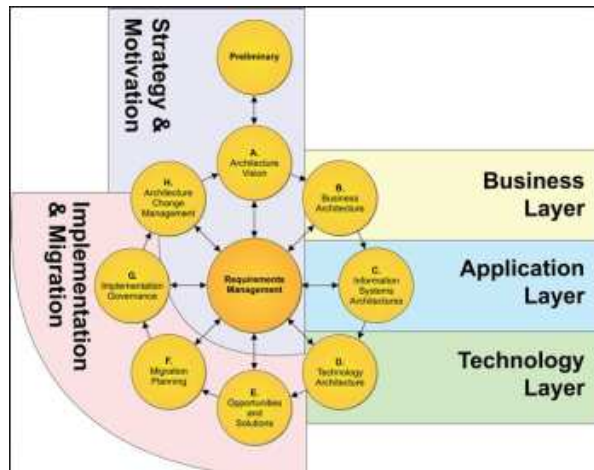 Strategy &
Motivation
Preliminary
A.
Architecture
Vision
H.
Architecture
Change
Management
B.
Business
Architecture
Business
Layer
Implementation
& Migration
G.
Implementation
Governance
Requirements
Management
C.
Information
Systems
Architectures
Application
Layer
F.
Migration
Planning
D.
Technology
Architecture
E.
Opportunities
and
Solutions
Technology
Layer